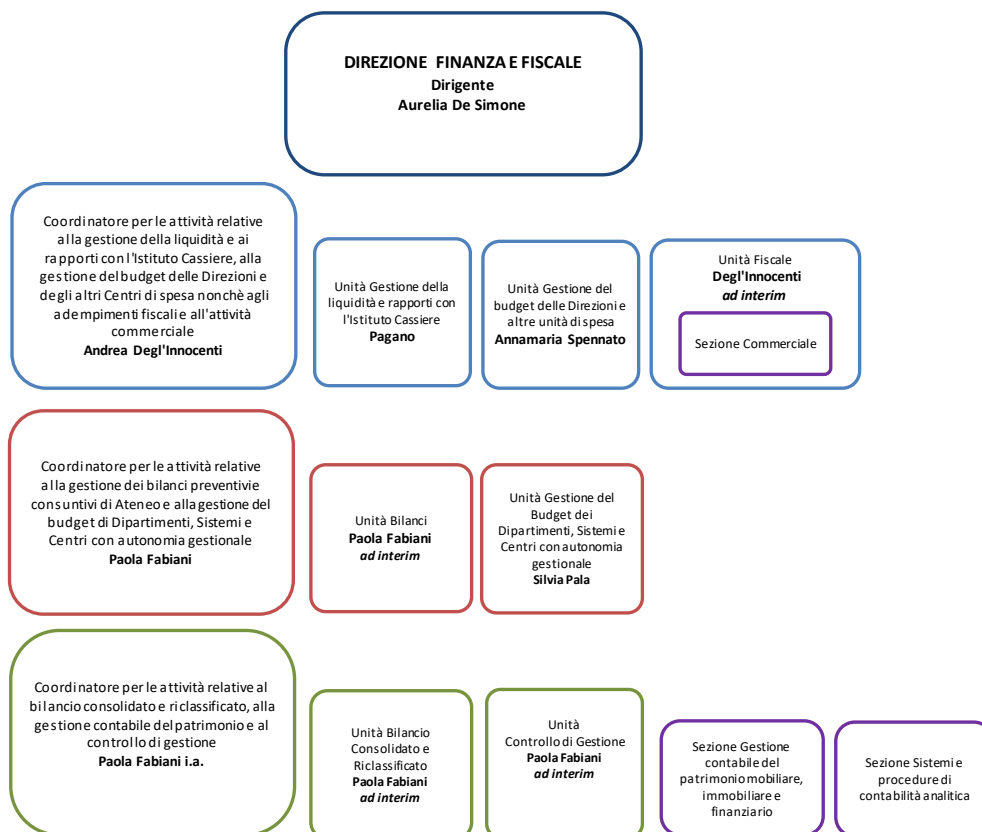 DIREZIONE FINANZA E FISCALE
Dirigente
Aurelia De Simone
Coordinatore per le attività relative
alla gestione della liquidità e ai
rapporti con l'Istituto Cassiere, alla
gestione del budget delle Direzioni e
degli altri Centri di spesa nonchè agli
adempimenti fiscali e all'attività
commerciale
Andrea Degl'Innocenti
Unità Gestione della
liquidità e rapporti con
l'Istituto Cassiere
Pagano
Unità Gestione del
budget delle Direzioni e
altre unità di spesa
Annamaria Spennato
Unità Fiscale
Degl'Innocenti
ad interim
Sezione Commerciale
Coordinatore per le attività relative
alla gestione dei bilanci preventivi e
consuntivi di Ateneo e alla gestione del
budget di Dipartimenti, Sistemi e
Centri con autonomia gestionale
Paola Fabiani
Unità Bilanci
Paola Fabiani
ad interim
Unità Gestione del
Budget dei
Dipartimenti, Sistemi e
Centri con autonomia
gestionale
Silvia Pala
Coordinatore per le attività relative al
bilancio consolidato e riclassificato, alla
gestione contabile del patrimonio e al
controllo di gestione
Paola Fabiani i.a.
Unità Bilancio
Consolidato e
Riclassificato
Paola Fabiani
ad interim
Unità
Controllo di Gestione
Paola Fabiani
ad interim
Sezione Gestione
contabile del
patrimonio mobiliare,
immobiliare e
finanziario
Sezione Sistemi e
procedure di
contabilità analitica